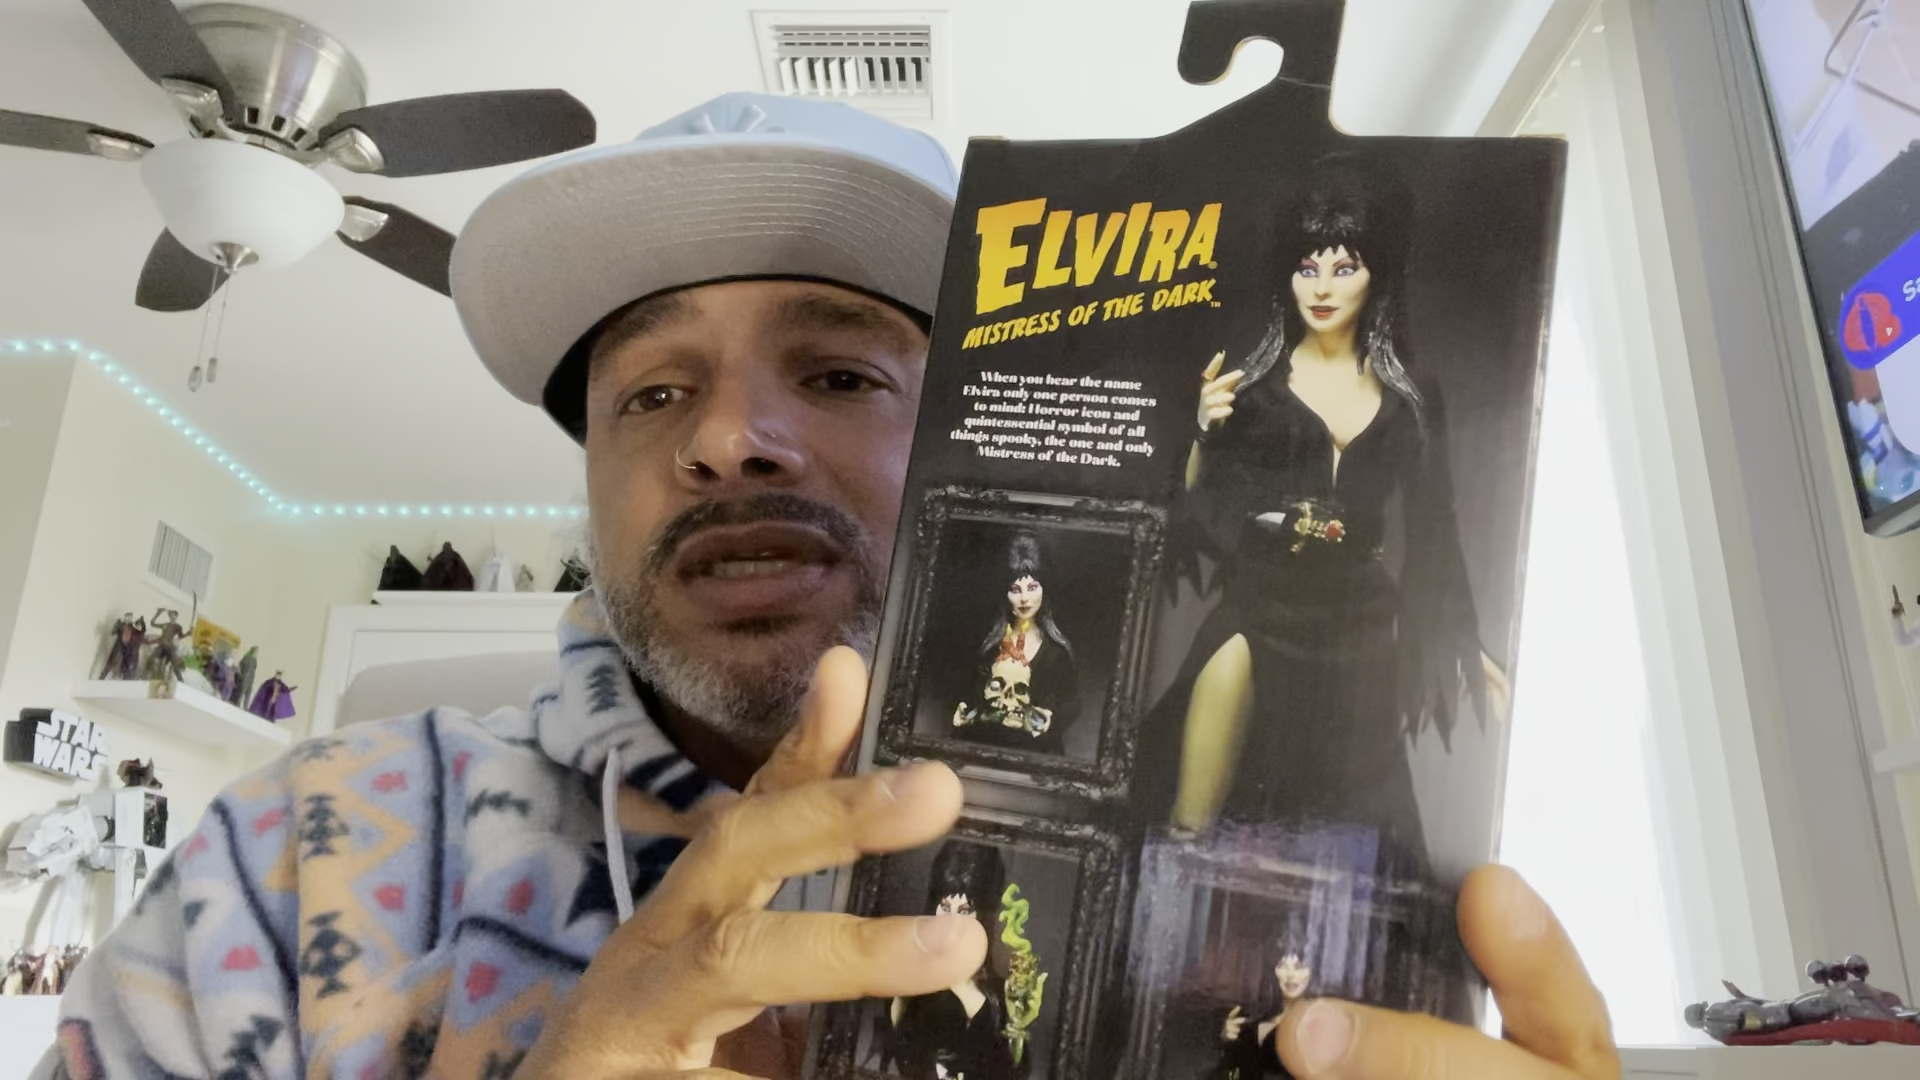 ELVIRA®
MISTRESS OF THE DARK™
When you hear the name
Elvira only one person comes
to mind: Horror icon and
quintessential symbol of all
things spooky, the one and only
Mistress of the Dark.
STAR
WARS